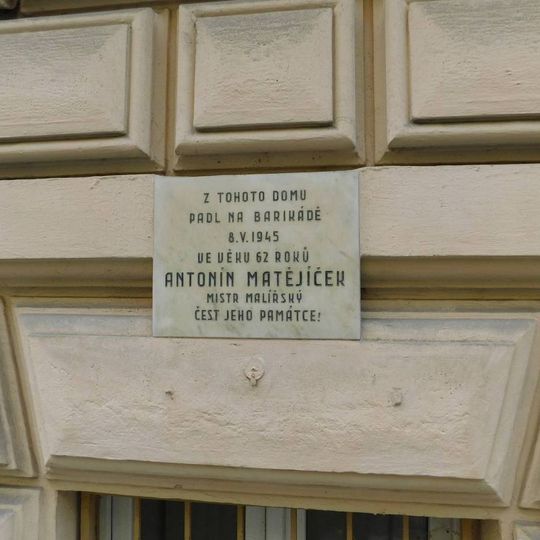 Z TOHOTO DOMU
PADL NA BARIKÁDĚ
8.V.1945
VE VĚKU 62 ROKŮ
ANTONÍN MATĚJÍČEK
MISTR MALÍŘSKÝ
ČEST JEHO PAMÁTCE!